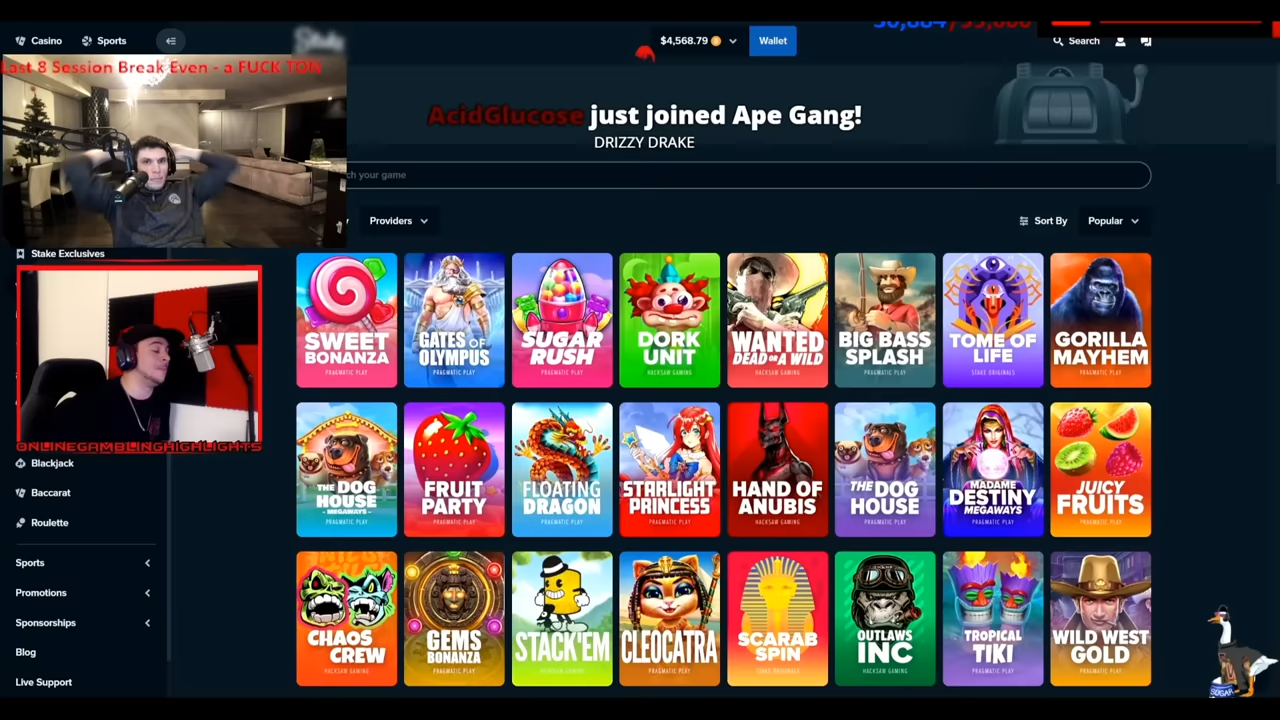 Casino
Sports
$4,568.79
Wallet
Search
Last 8 Session Break Even - a FUCK TON
AcidGlucose just joined Ape Gang!
DRIZZY DRAKE
ch your game
Providers
Sort By
Popular
Stake Exclusives
SWEET BONANZA
PRAGMATIC PLAY
GATES OF OLYMPUS
PRAGMATIC PLAY
SUGAR RUSH
PRAGMATIC PLAY
DORK UNIT
HACKSAW GAMING
WANTED DEAD OR A WILD
HACKSAW GAMING
BIG BASS SPLASH
PRAGMATIC PLAY
TOME OF LIFE
STAKE ORIGINALS
GORILLA MAYHEM
PRAGMATIC PLAY
ONLINEGAMBLINGHIGHLIGHTS
THE DOG HOUSE
- MEGAWAYS -
PRAGMATIC PLAY
FRUIT PARTY
PRAGMATIC PLAY
FLOATING DRAGON
PRAGMATIC PLAY
STARLIGHT PRINCESS
PRAGMATIC PLAY
HAND OF ANUBIS
HACKSAW GAMING
THE DOG HOUSE
PRAGMATIC PLAY
MADAME DESTINY MEGAWAYS
PRAGMATIC PLAY
JUICY FRUITS
PRAGMATIC PLAY
Blackjack
Baccarat
Roulette
Sports
Promotions
Sponsorships
Blog
Live Support
CHAOS CREW
HACKSAW GAMING
GEMS BONANZA
PRAGMATIC PLAY
STACK'EM
HACKSAW GAMING
CLEOCATRA
PRAGMATIC PLAY
SCARAB SPIN
STAKE ORIGINALS
OUTLAWS INC
HACKSAW GAMING
TROPICAL TIKI
PRAGMATIC PLAY
WILD WEST GOLD
PRAGMATIC PLAY
SUGAR